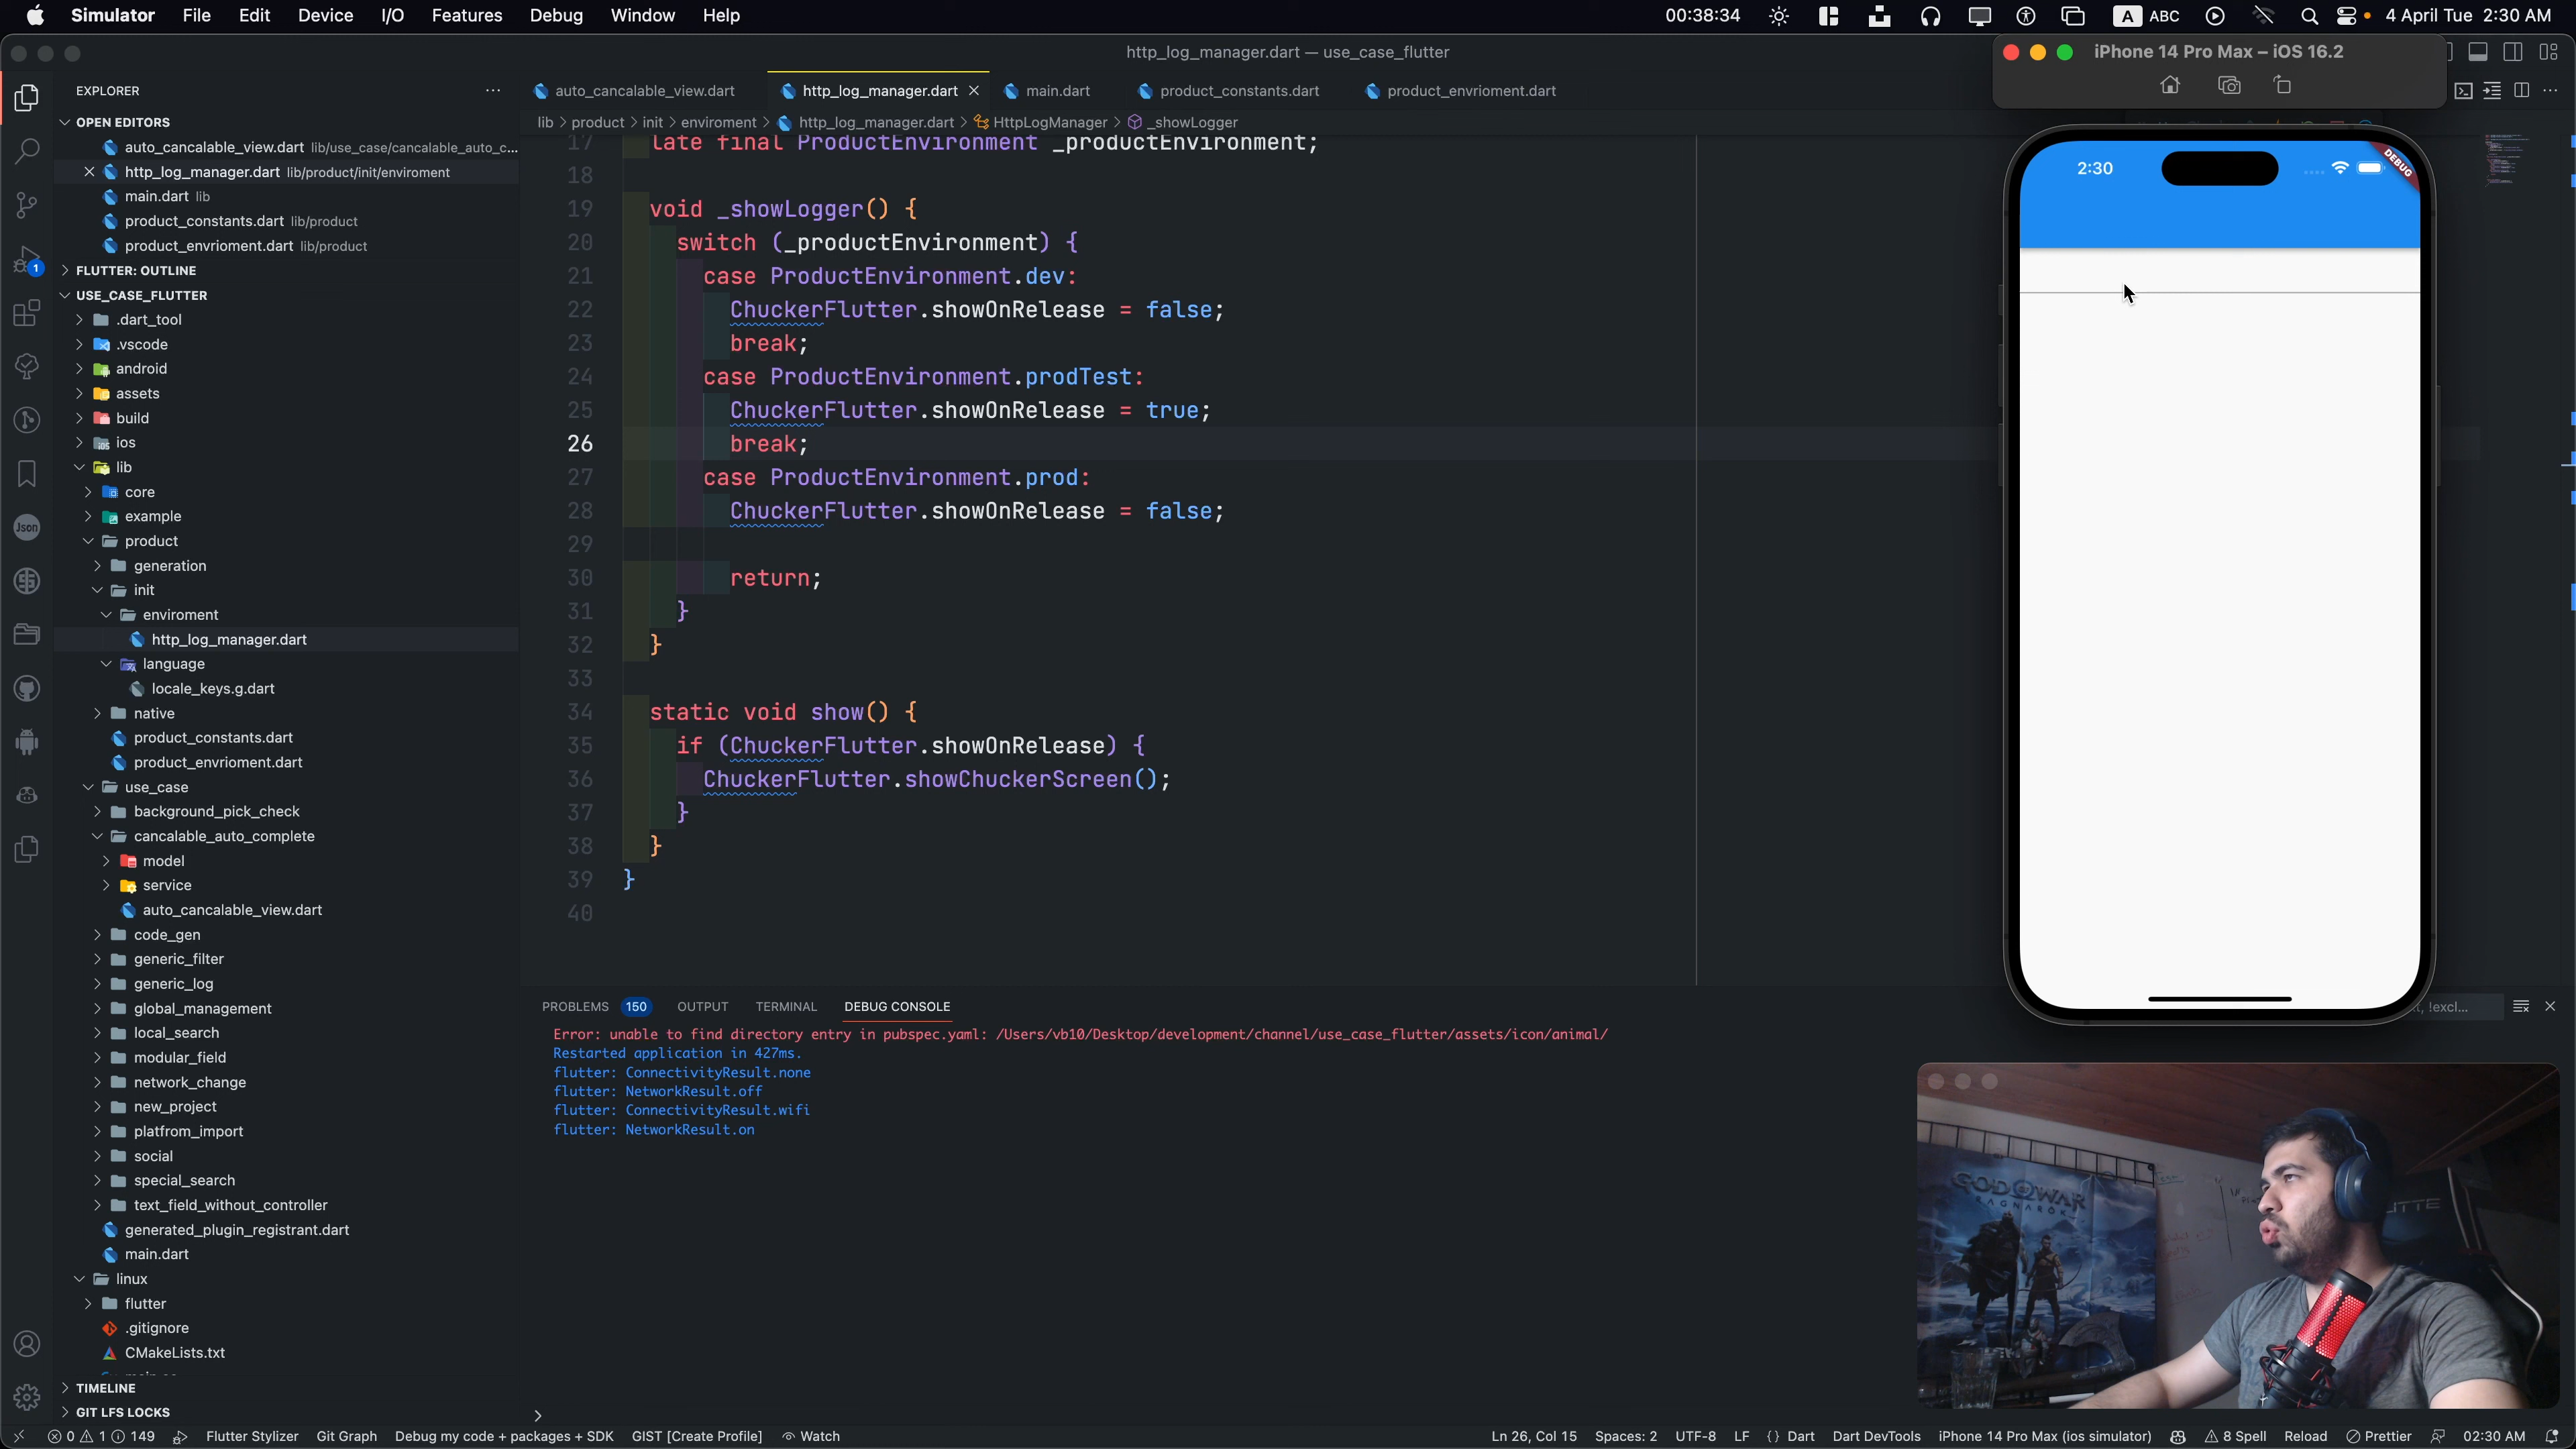 Simulator File Edit Device I/O Features Debug Window Help
00:38:34 A ABC 4 April Tue 2:30 AM
http_log_manager.dart — use_case_flutter
iPhone 14 Pro Max – iOS 16.2
EXPLORER
OPEN EDITORS
auto_cancalable_view.dart lib/use_case/cancalable_auto_c...
http_log_manager.dart lib/product/init/enviroment
main.dart lib
product_constants.dart lib/product
product_envrioment.dart lib/product
FLUTTER: OUTLINE
USE_CASE_FLUTTER
.dart_tool
.vscode
android
assets
build
ios
lib
core
example
product
generation
init
enviroment
http_log_manager.dart
language
locale_keys.g.dart
native
product_constants.dart
product_envrioment.dart
use_case
background_pick_check
cancalable_auto_complete
model
service
auto_cancalable_view.dart
code_gen
generic_filter
generic_log
global_management
local_search
modular_field
network_change
new_project
platfrom_import
social
special_search
text_field_without_controller
generated_plugin_registrant.dart
main.dart
linux
flutter
.gitignore
CMakeLists.txt
TIMELINE
GIT LFS LOCKS
1
Json
auto_cancalable_view.dart http_log_manager.dart main.dart product_constants.dart product_envrioment.dart
lib > product > init > enviroment > http_log_manager.dart > HttpLogManager > _showLogger
17 late final ProductEnvironment _productEnvironment;
18
19 void _showLogger() {
20 switch (_productEnvironment) {
21 case ProductEnvironment.dev:
22 ChuckerFlutter.showOnRelease = false;
23 break;
24 case ProductEnvironment.prodTest:
25 ChuckerFlutter.showOnRelease = true;
26 break;
27 case ProductEnvironment.prod:
28 ChuckerFlutter.showOnRelease = false;
29
30 return;
31 }
32 }
33
34 static void show() {
35 if (ChuckerFlutter.showOnRelease) {
36 ChuckerFlutter.showChuckerScreen();
37 }
38 }
39 }
40
2:30
DEBUG
PROBLEMS 150 OUTPUT TERMINAL DEBUG CONSOLE
!excl...
Error: unable to find directory entry in pubspec.yaml: /Users/vb10/Desktop/development/channel/use_case_flutter/assets/icon/animal/
Restarted application in 427ms.
flutter: ConnectivityResult.none
flutter: NetworkResult.off
flutter: ConnectivityResult.wifi
flutter: NetworkResult.on
GOD OF WAR
RAGNARÖK
0 1 149 Flutter Stylizer Git Graph Debug my code + packages + SDK GIST [Create Profile] Watch
Ln 26, Col 15 Spaces: 2 UTF-8 LF {} Dart Dart DevTools iPhone 14 Pro Max (ios simulator) 8 Spell Reload Prettier 02:30 AM